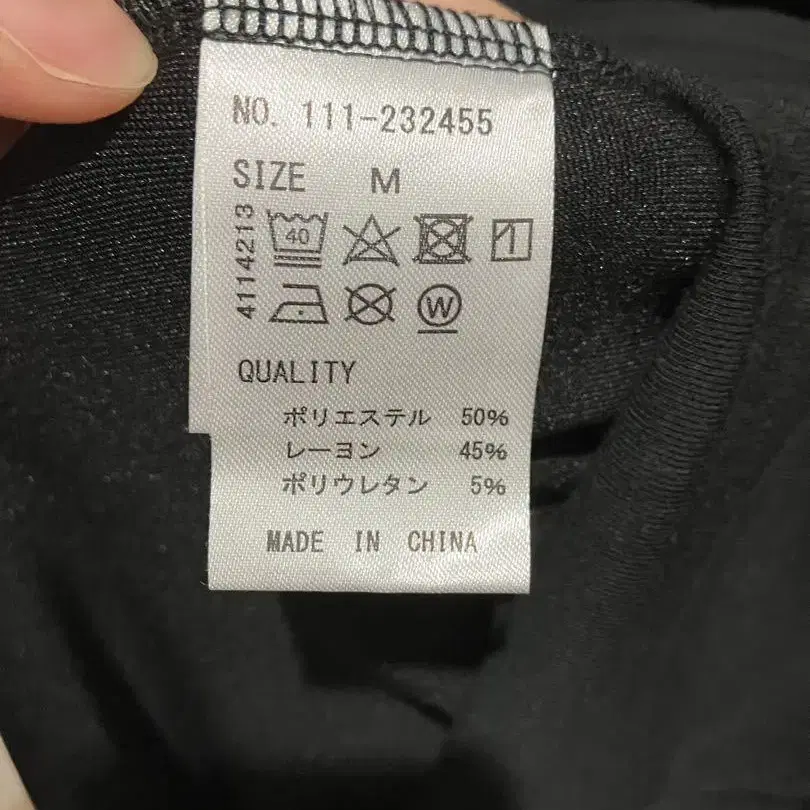 NO. 111-232455
SIZE M
4114213
40
W
QUALITY
ポリエステル 50%
レーヨン 45%
ポリウレタン 5%
MADE IN CHINA